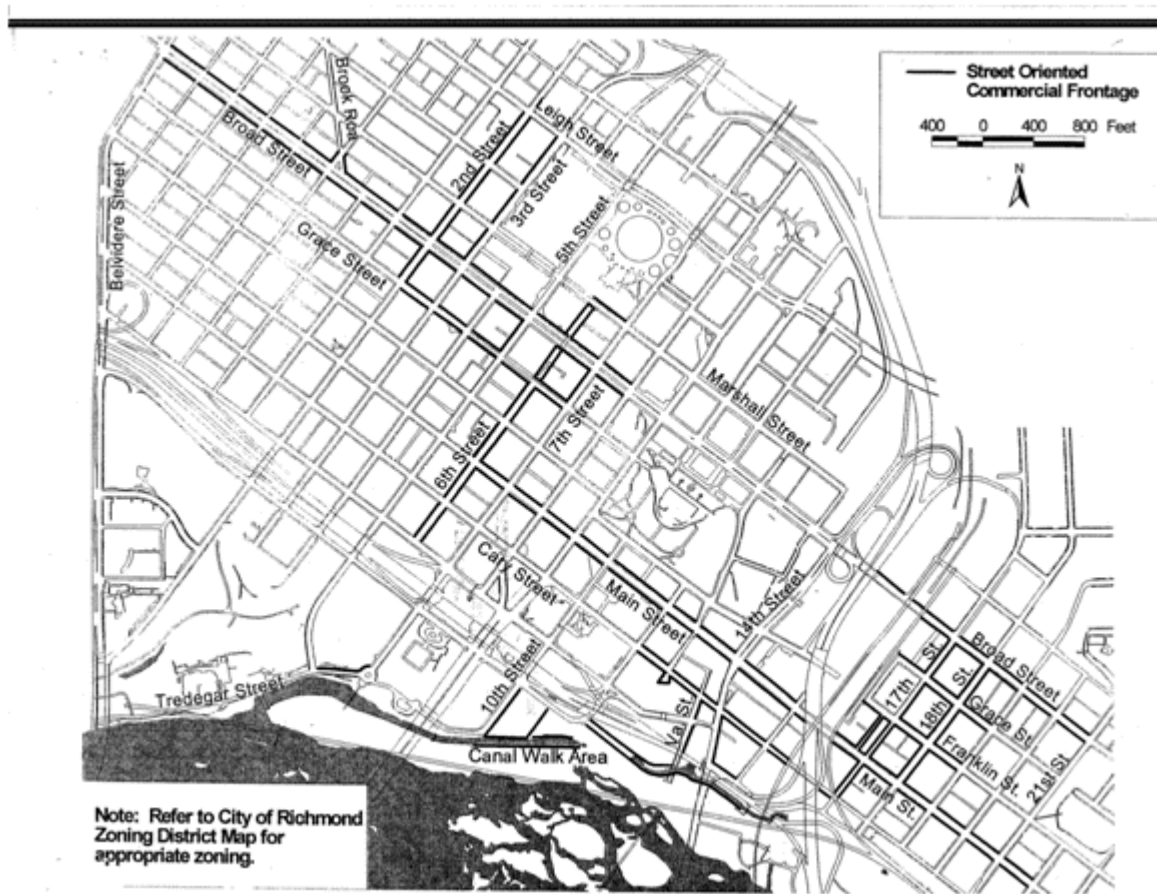 Street Oriented
Commercial Frontage
400 0 400 800 Feet
N
Brook Road
Leigh Street
Broad Street
2nd Street
3rd Street
5th Street
Belvidere Street
Grace Street
Marshall Street
7th Street
6th Street
Cary Street
Main Street
14th Street
10th Street
Tredegar Street
Canal Walk Area
St.
Broad Street
St.
17th
18th
Grace St.
Franklin St.
21st St.
Main St.
Note: Refer to City of Richmond
Zoning District Map for
appropriate zoning.